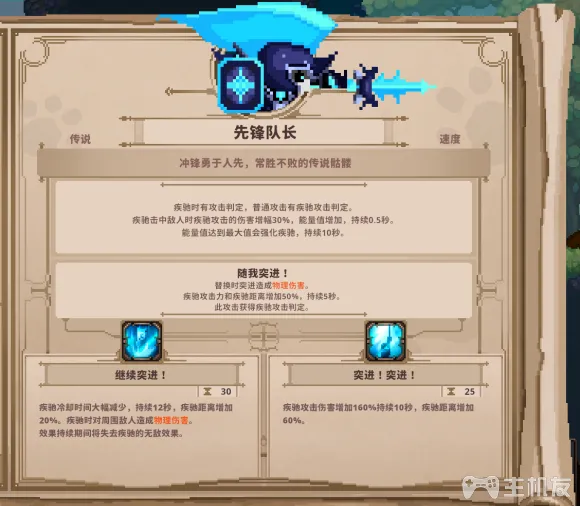 先锋队长
传说
速度
冲锋勇于人先，常胜不败的传说骷髅
疾驰时有攻击判定，普通攻击有疾驰攻击判定。
疾驰击中敌人时疾驰攻击的伤害增幅30%，能量值增加，持续0.5秒。
能量值达到最大值会强化疾驰，持续10秒。
随我突进！
替换时突进造成物理伤害。
疾驰攻击力和疾驰距离增加50%，持续5秒。
此攻击获得疾驰攻击判定。
继续突进！
30
疾驰冷却时间大幅减少，持续12秒，疾驰距离增加
20%。疾驰时对周围敌人造成物理伤害。
效果持续期间将失去疾驰的无敌效果。
突进！突进！
25
疾驰攻击伤害增加160%持续10秒，疾驰距离增加
60%。
主机友